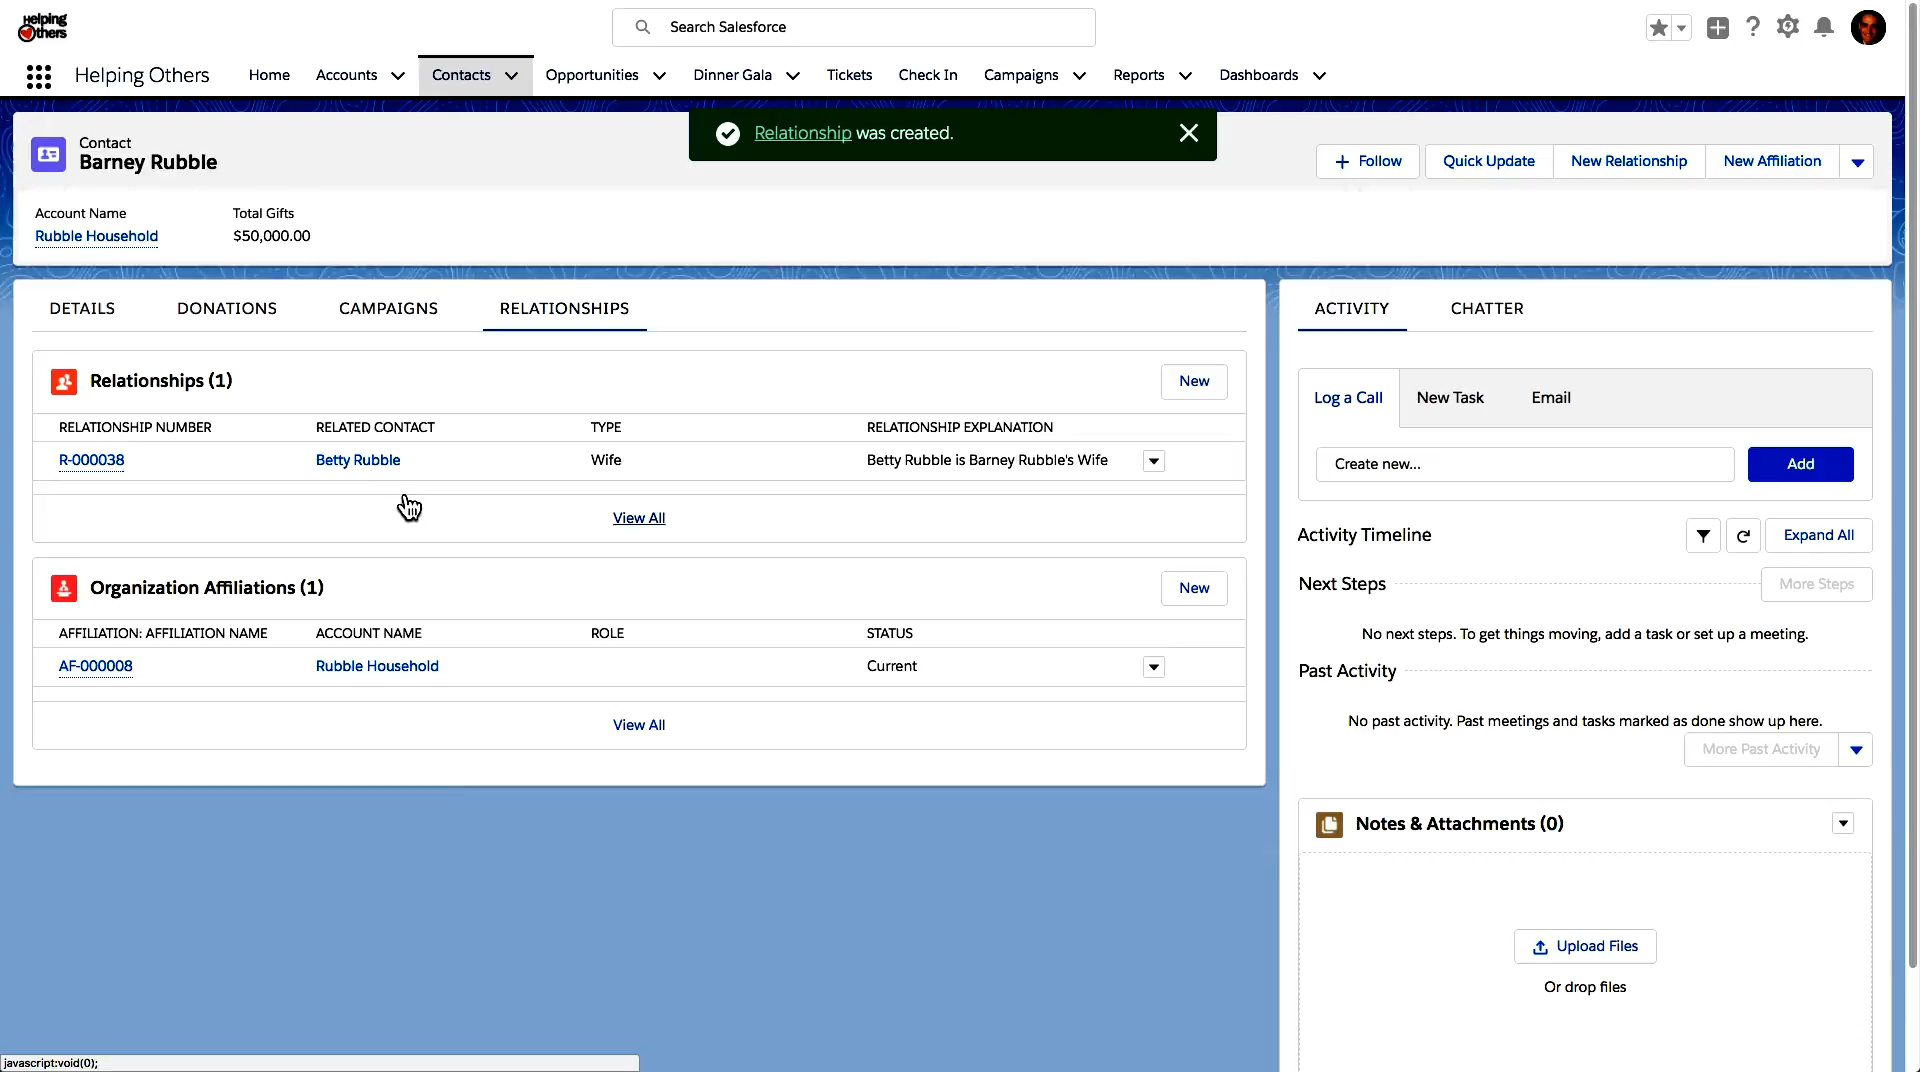 Helping
Others
Search Salesforce
Helping Others
Home
Accounts
Contacts
Opportunities
Dinner Gala
Tickets
Check In
Campaigns
Reports
Dashboards
Relationship was created.
Contact
Barney Rubble
Follow
Quick Update
New Relationship
New Affiliation
Account Name
Total Gifts
Rubble Household
$50,000.00
DETAILS
DONATIONS
CAMPAIGNS
RELATIONSHIPS
Relationships (1)
New
RELATIONSHIP NUMBER
RELATED CONTACT
TYPE
RELATIONSHIP EXPLANATION
R-000038
Betty Rubble
Wife
Betty Rubble is Barney Rubble's Wife
View All
Organization Affiliations (1)
New
AFFILIATION: AFFILIATION NAME
ACCOUNT NAME
ROLE
STATUS
AF-000008
Rubble Household
Current
View All
ACTIVITY
CHATTER
Log a Call
New Task
Email
Create new...
Add
Activity Timeline
Expand All
Next Steps
More Steps
No next steps. To get things moving, add a task or set up a meeting.
Past Activity
No past activity. Past meetings and tasks marked as done show up here.
More Past Activity
Notes & Attachments (0)
Upload Files
Or drop files
javascript:void(0);